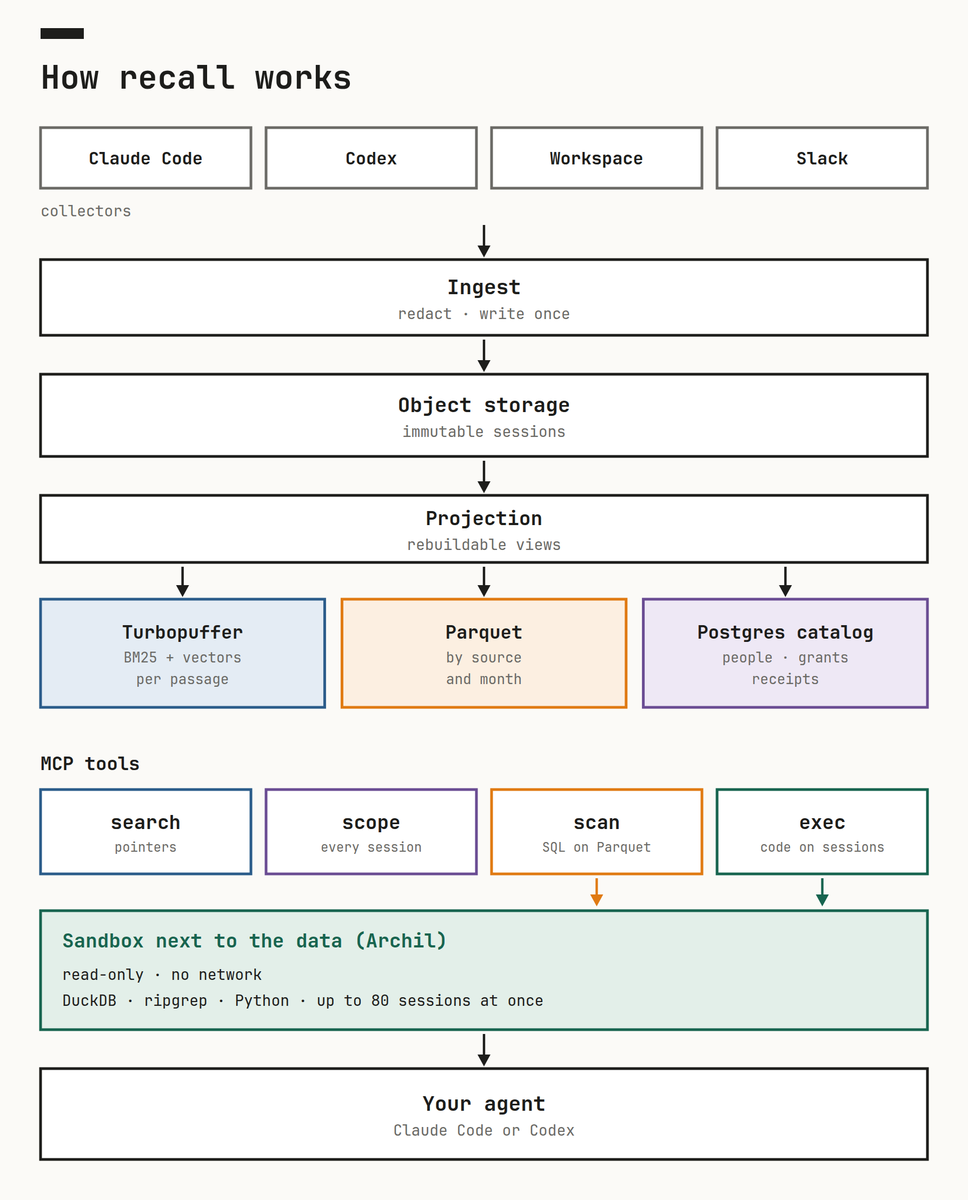 How recall works
Claude Code
Codex
Workspace
Slack
collectors
Ingest
redact · write once
Object storage
immutable sessions
Projection
rebuildable views
Turbopuffer
BM25 + vectors
per passage
Parquet
by source
and month
Postgres catalog
people · grants
receipts
MCP tools
search
pointers
scope
every session
scan
SQL on Parquet
exec
code on sessions
Sandbox next to the data (Archil)
read-only · no network
DuckDB · ripgrep · Python · up to 80 sessions at once
Your agent
Claude Code or Codex